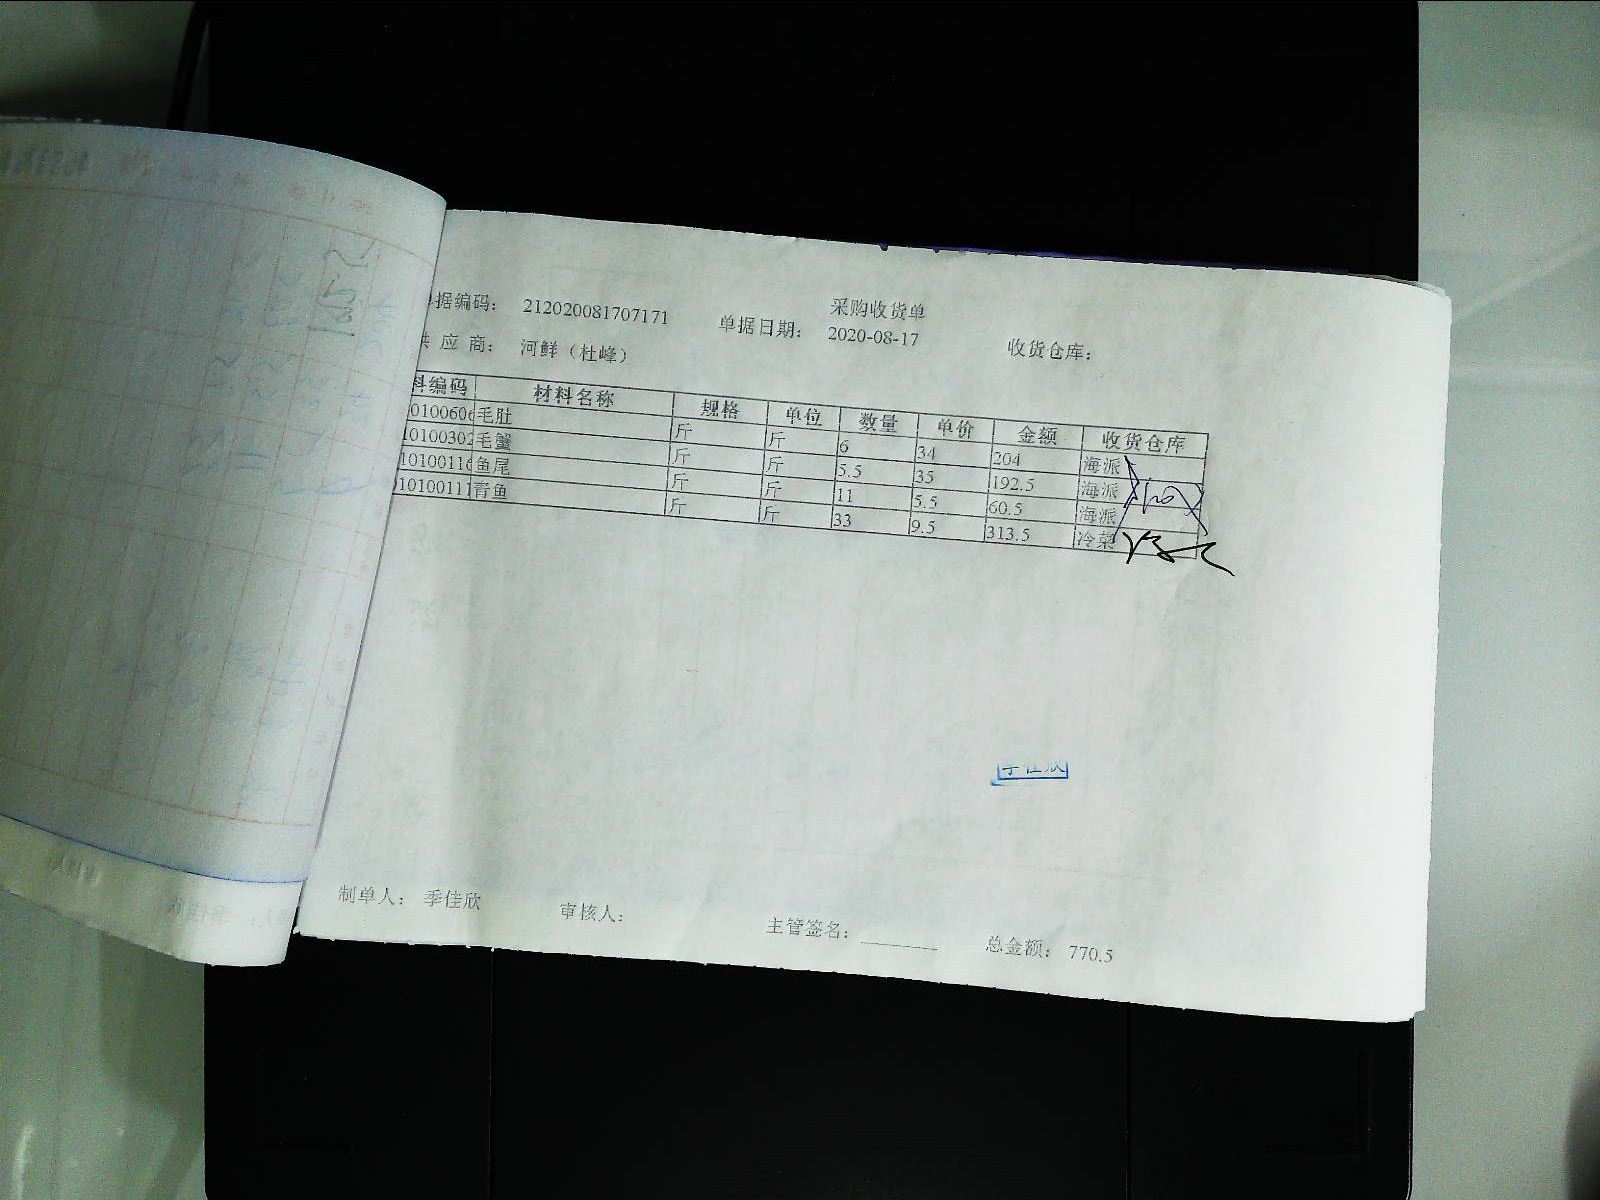 采购收货单
据编码： 212020081707171 单据日期： 2020-08-17 收货仓库：
应 商： 河鲜（杜峰）
料编码 材料名称 规格 单位 数量 单价 金额 收货仓库
0100606 毛肚 斤 斤 6 34 204 海派
10100302 毛蟹 斤 斤 5.5 35 192.5 海派
10100116 鱼尾 斤 斤 11 5.5 60.5 海派
10100111 青鱼 斤 斤 33 9.5 313.5 冷菜
制单人： 季佳欣 审核人： 主管签名： 总金额： 770.5